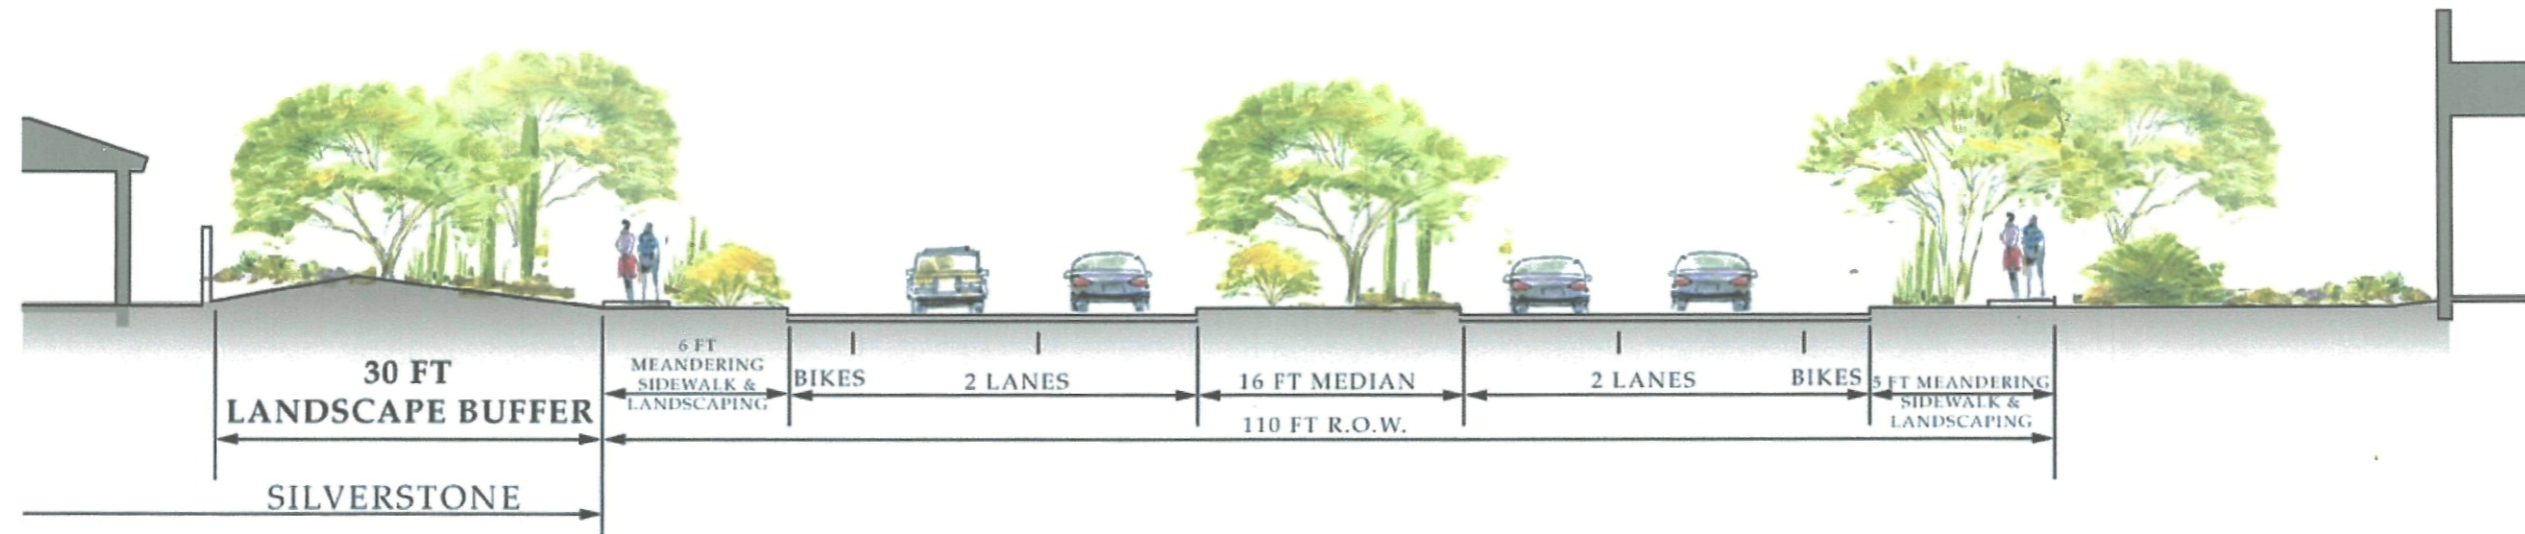 30 FT
LANDSCAPE BUFFER
SILVERSTONE
6 FT
MEANDERING
SIDEWALK &
LANDSCAPING
BIKES
2 LANES
16 FT MEDIAN
110 FT R.O.W.
2 LANES
BIKES
5 FT MEANDERING
SIDEWALK &
LANDSCAPING